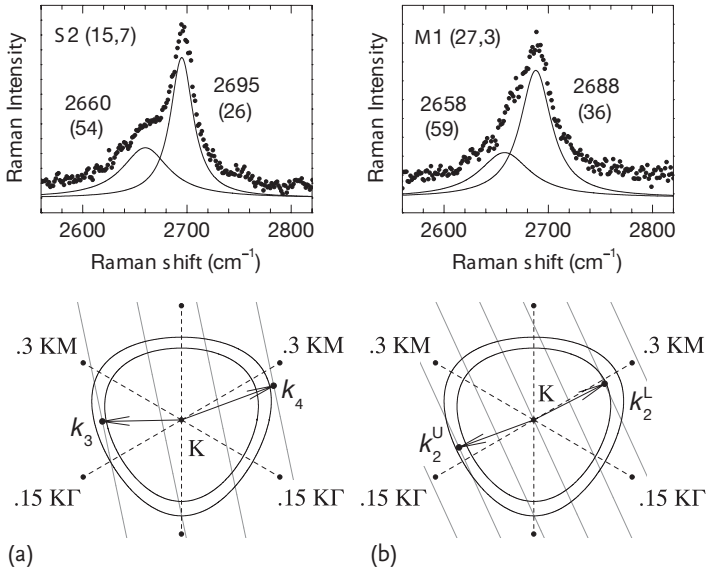 S2 (15,7)
2660
(54)
2695
(26)
Raman Intensity
2600 2700 2800
Raman shift (cm⁻¹)
M1 (27,3)
2658
(59)
2688
(36)
Raman Intensity
2600 2700 2800
Raman shift (cm⁻¹)
.3 KM .3 KM
k₃ k₄
K
.15 KΓ .15 KΓ
(a)
.3 KM .3 KM
K
k₂ᵁ k₂ᴸ
.15 KΓ .15 KΓ
(b)